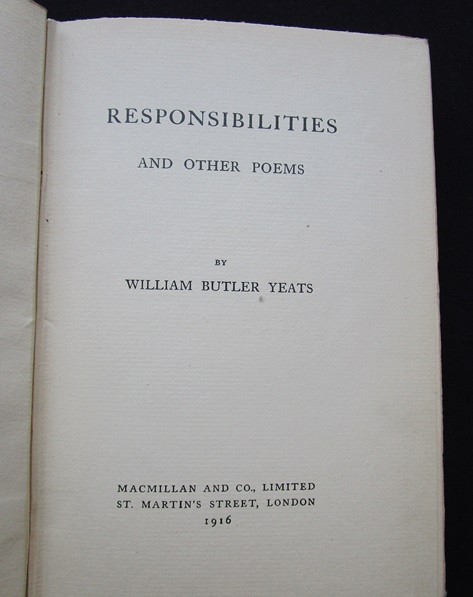 RESPONSIBILITIES
AND OTHER POEMS
BY
WILLIAM BUTLER YEATS
MACMILLAN AND CO., LIMITED
ST. MARTIN'S STREET, LONDON
1916